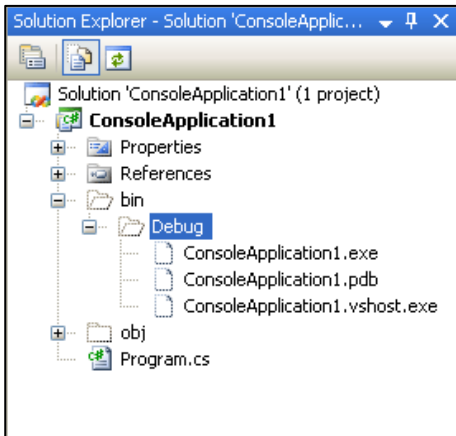 Solution Explorer - Solution 'ConsoleApplic...
Solution 'ConsoleApplication1' (1 project)
ConsoleApplication1
Properties
References
bin
Debug
ConsoleApplication1.exe
ConsoleApplication1.pdb
ConsoleApplication1.vshost.exe
obj
Program.cs